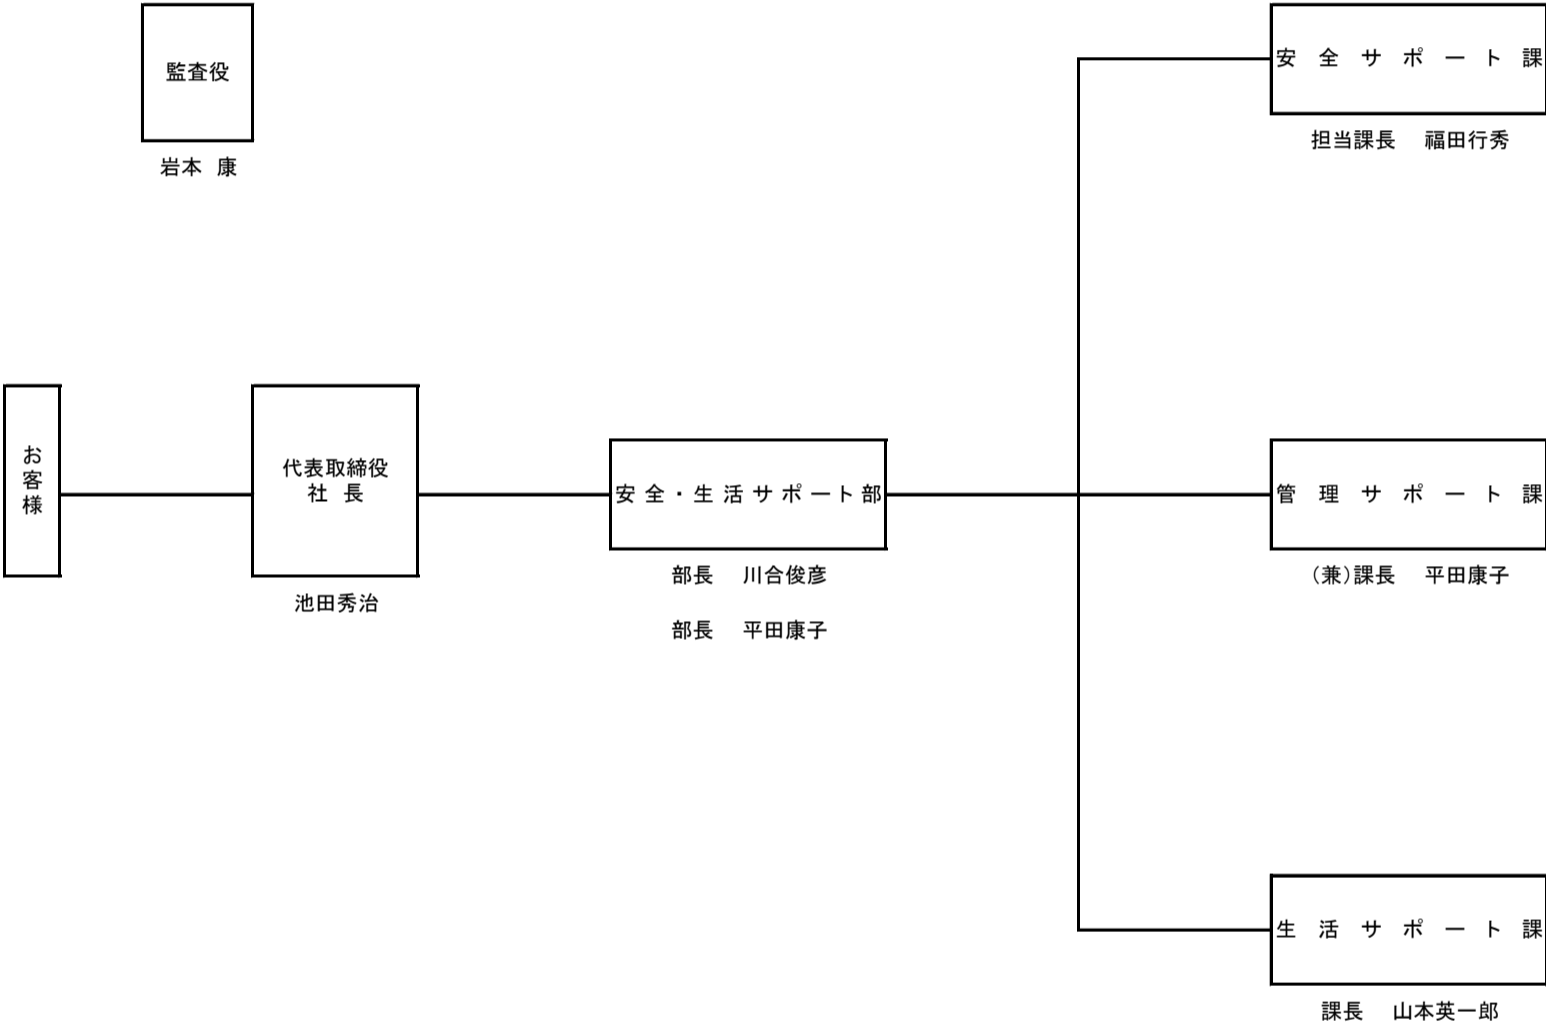 監査役
岩本 康
お客様
代表取締役
社 長
池田秀治
安全・生活サポート部
部長 川合俊彦
部長 平田康子
安全サポート課
担当課長 福田行秀
管理サポート課
(兼)課長 平田康子
生活サポート課
課長 山本英一郎